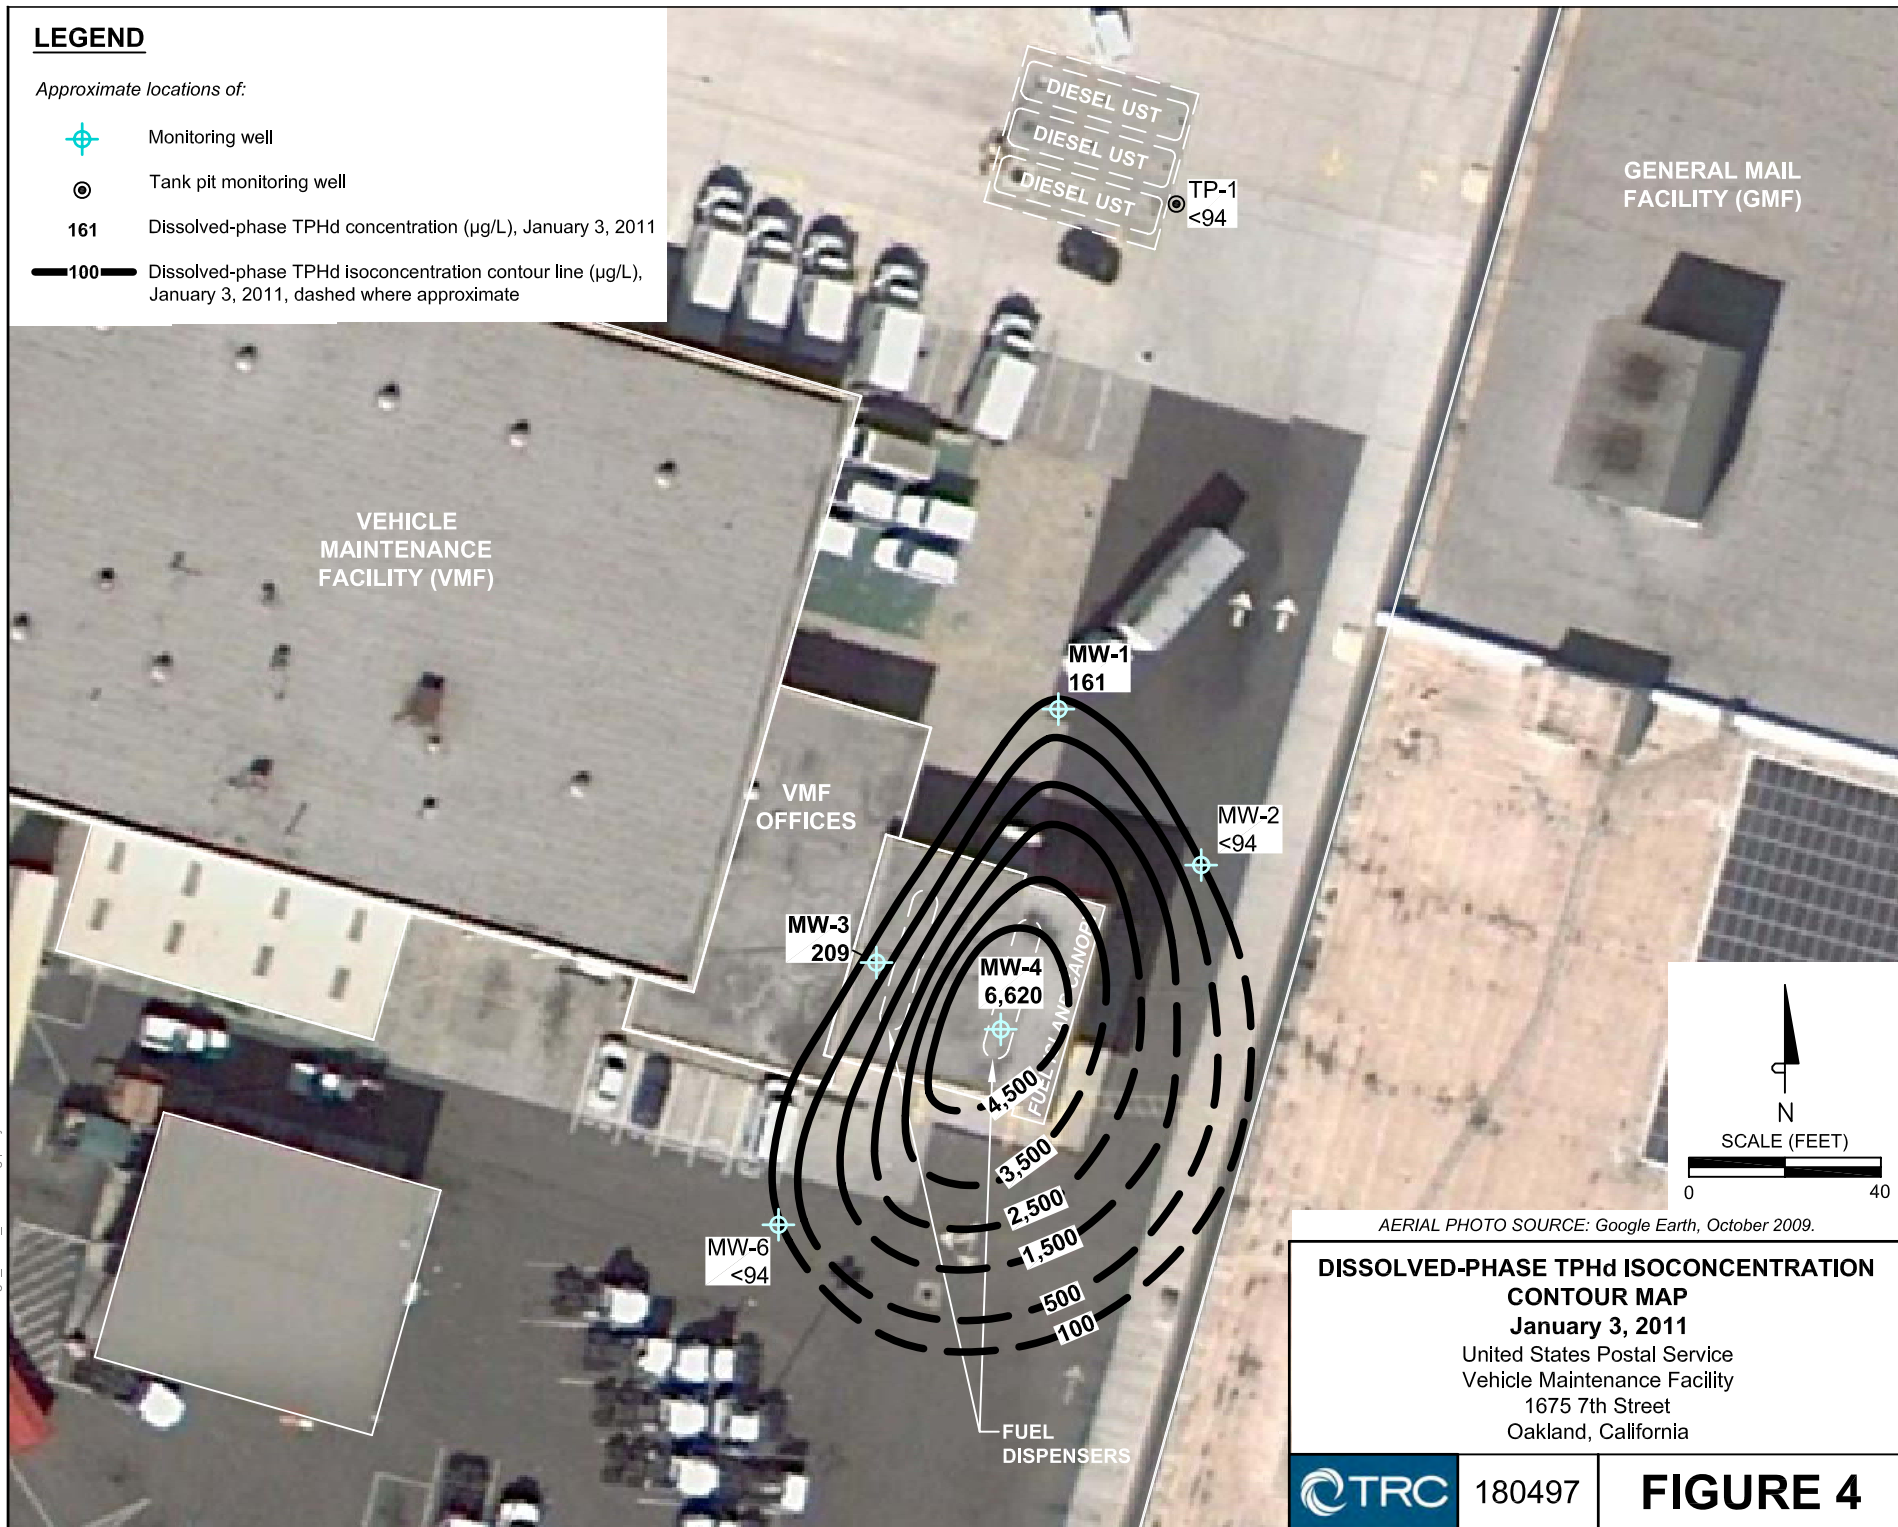 LEGEND
Approximate locations of:
Monitoring well
Tank pit monitoring well
161 Dissolved-phase TPHd concentration (µg/L), January 3, 2011
100 Dissolved-phase TPHd isoconcentration contour line (µg/L),
January 3, 2011, dashed where approximate
DIESEL UST
DIESEL UST
DIESEL UST
TP-1
<94
GENERAL MAIL
FACILITY (GMF)
VEHICLE
MAINTENANCE
FACILITY (VMF)
MW-1
161
VMF
OFFICES
MW-2
<94
MW-3
209
MW-4
6,620
FUEL ISLAND CANOPY
4,500
3,500
2,500
1,500
500
100
MW-6
<94
FUEL
DISPENSERS
N
SCALE (FEET)
0 40
AERIAL PHOTO SOURCE: Google Earth, October 2009.
DISSOLVED-PHASE TPHd ISOCONCENTRATION
CONTOUR MAP
January 3, 2011
United States Postal Service
Vehicle Maintenance Facility
1675 7th Street
Oakland, California
TRC
180497
FIGURE 4